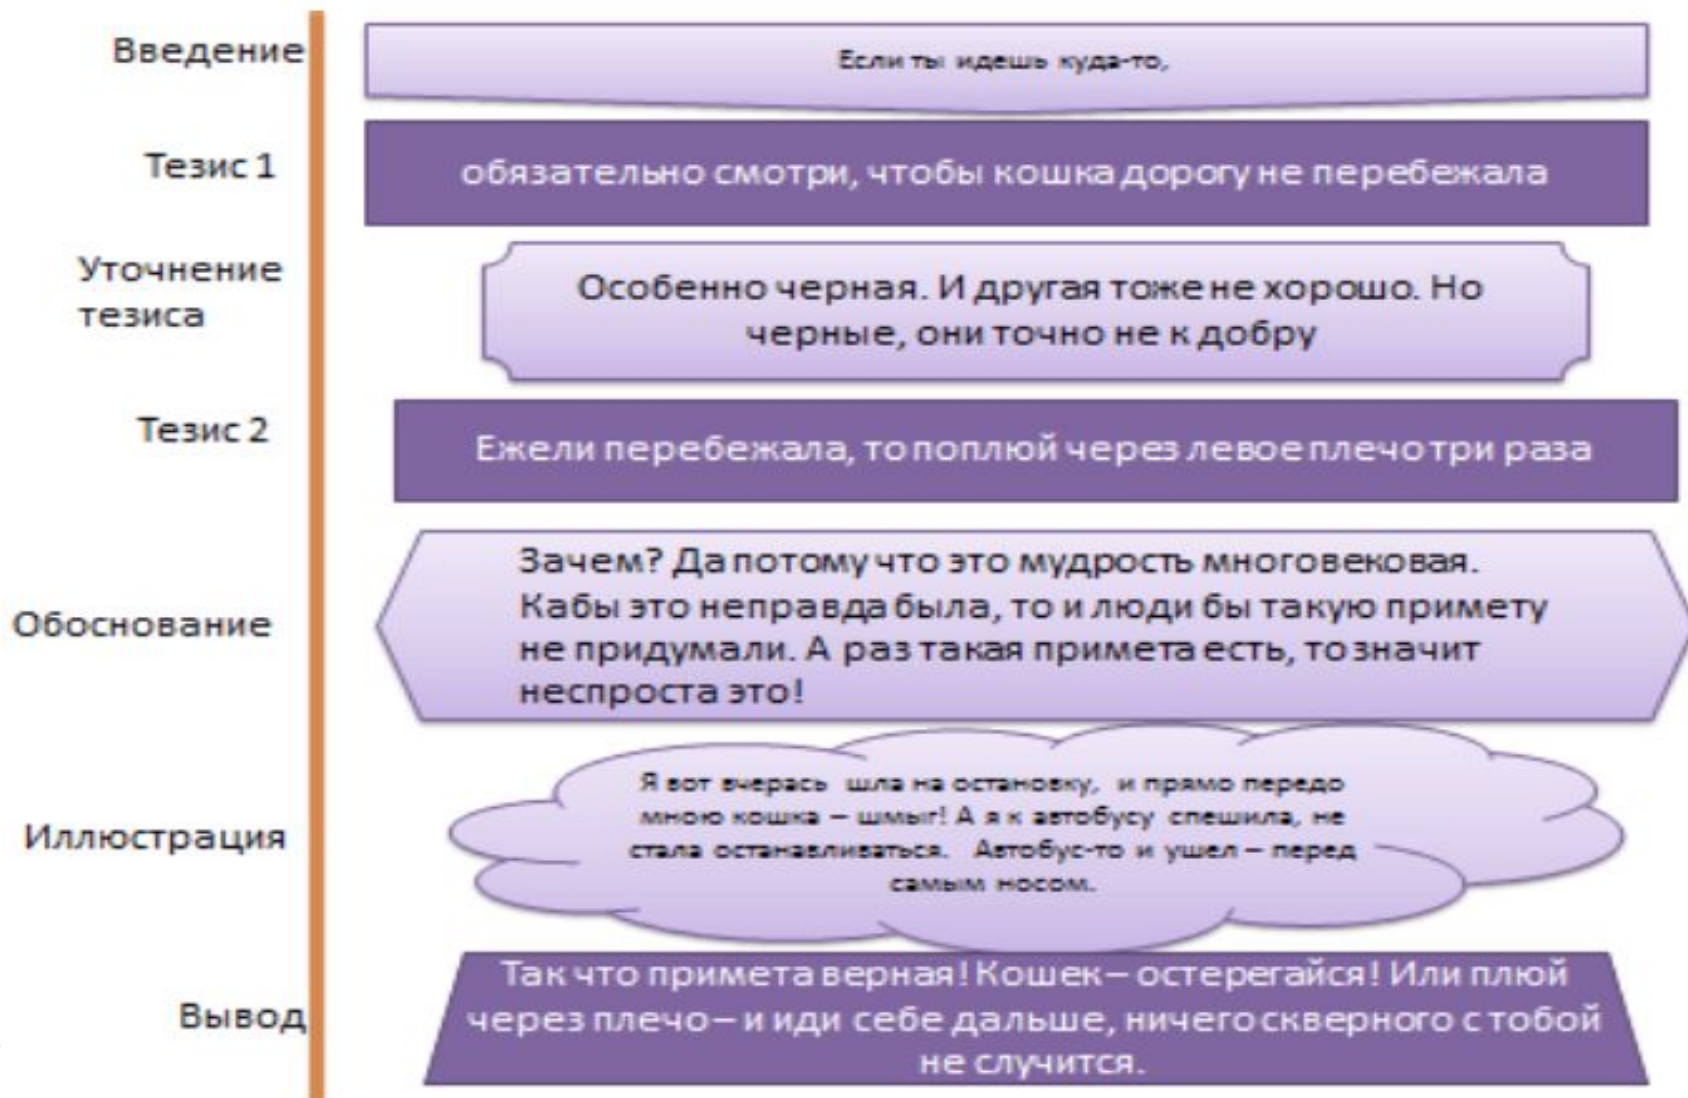 Введение
Если ты идешь куда-то,
Тезис 1
обязательно смотри, чтобы кошка дорогу не перебежала
Уточнение
тезиса
Особенно черная. И другая тоже не хорошо. Но
черные, они точно не к добру
Тезис 2
Ежели перебежала, то поплюй через левое плечо три раза
Обоснование
Зачем? Да потому что это мудрость многовековая.
Кабы это неправда была, то и люди бы такую примету
не придумали. А раз такая примета есть, то значит
неспроста это!
Иллюстрация
Я вот вчерась шла на остановку, и прямо передо
мною кошка – шмыг! А я к автобусу спешила, не
стала останавливаться. Автобус-то и ушел – перед
самым носом.
Вывод
Так что примета верная! Кошек – остерегайся! Или плюй
через плечо – и иди себе дальше, ничего скверного с тобой
не случится.